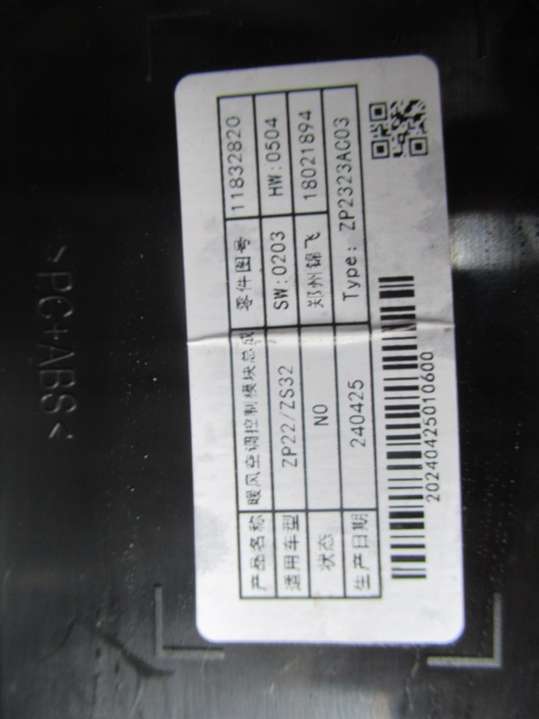 产品名称 暖风空调控制模块总成 零件图号 11832820
适用车型 ZP22/ZS32 SW:0203 HW:0504
状态 NO 郑州锦飞 18021894
生产日期 240425 Type: ZP2323AC03
20240425010600
>PC+ABS<